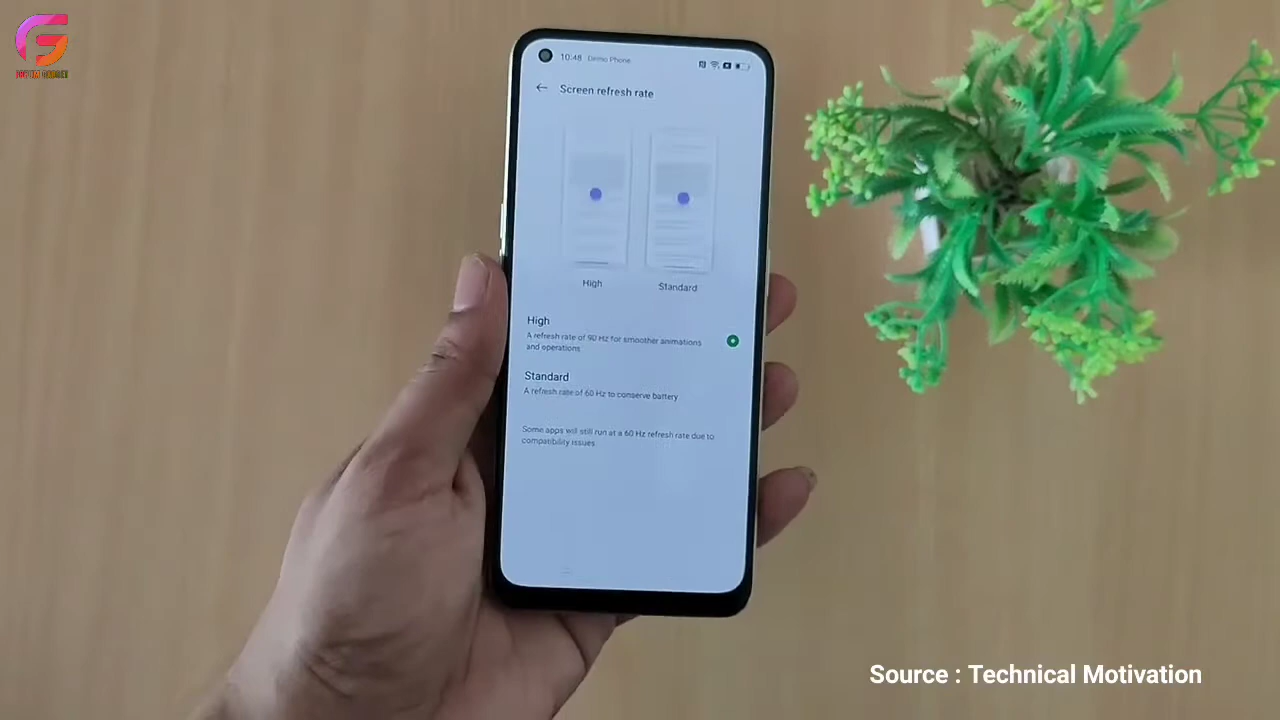 10:48 Demo Phone
Screen refresh rate
High
Standard
High
A refresh rate of 90 Hz for smoother animations
and operations
Standard
A refresh rate of 60 Hz to conserve battery
Some apps will still run at a 60 Hz refresh rate due to
compatibility issues
Source : Technical Motivation